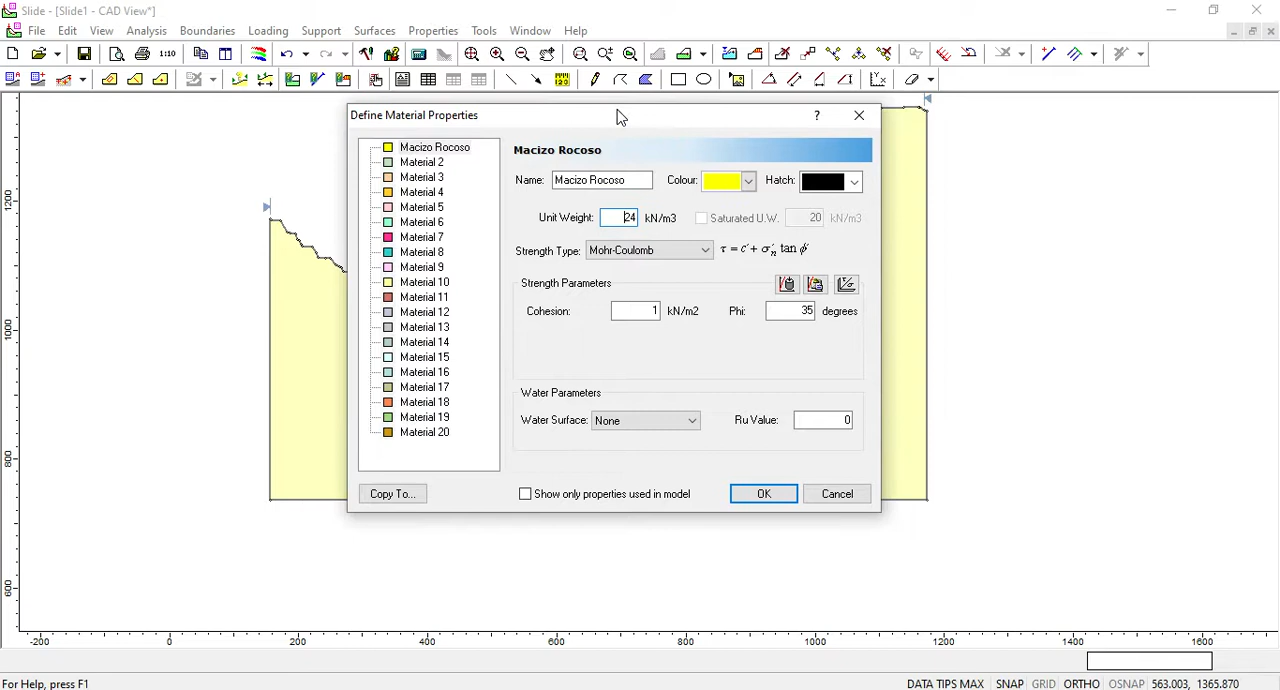 Slide - [Slide1 - CAD View*]
File Edit View Analysis Boundaries Loading Support Surfaces Properties Tools Window Help
1:10
Define Material Properties ?
Macizo Rocoso
Material 2
Material 3
Material 4
Material 5
Material 6
Material 7
Material 8
Material 9
Material 10
Material 11
Material 12
Material 13
Material 14
Material 15
Material 16
Material 17
Material 18
Material 19
Material 20
Macizo Rocoso
Name: Macizo Rocoso Colour: Hatch:
Unit Weight: 24 kN/m3 Saturated U.W. 20 kN/m3
Strength Type: Mohr-Coulomb τ = c′ + σ′n tan ϕ′
Strength Parameters
Cohesion: 1 kN/m2 Phi: 35 degrees
Water Parameters
Water Surface: None Ru Value: 0
Copy To... Show only properties used in model OK Cancel
1200
1000
800
600
-200 0 200 400 600 800 1000 1200 1400 1600
For Help, press F1 DATA TIPS MAX SNAP GRID ORTHO OSNAP 563.003, 1365.870